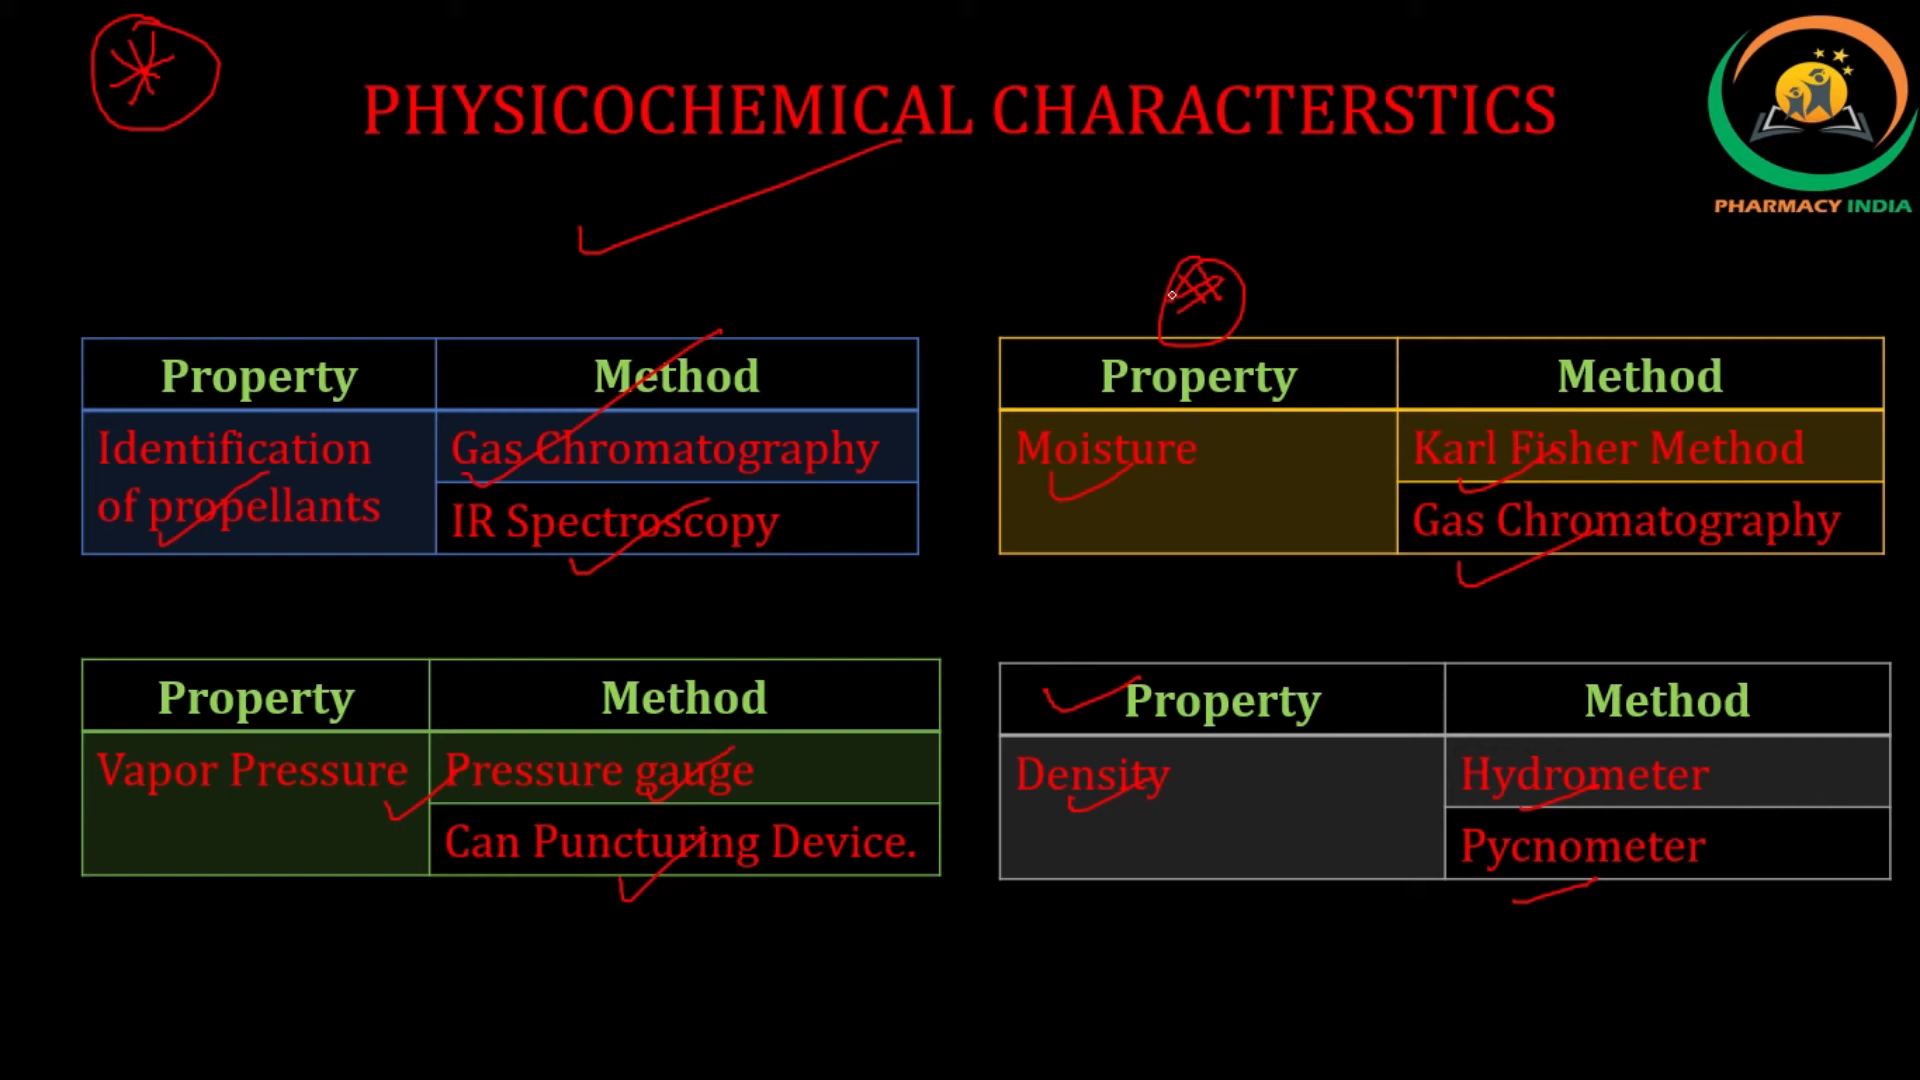 PHYSICOCHEMICAL CHARACTERSTICS
PHARMACY INDIA
Property Method
Identification of propellants
Gas Chromatography
IR Spectroscopy
Property Method
Moisture
Karl Fisher Method
Gas Chromatography
Property Method
Vapor Pressure
Pressure gauge
Can Puncturing Device.
Property Method
Density
Hydrometer
Pycnometer